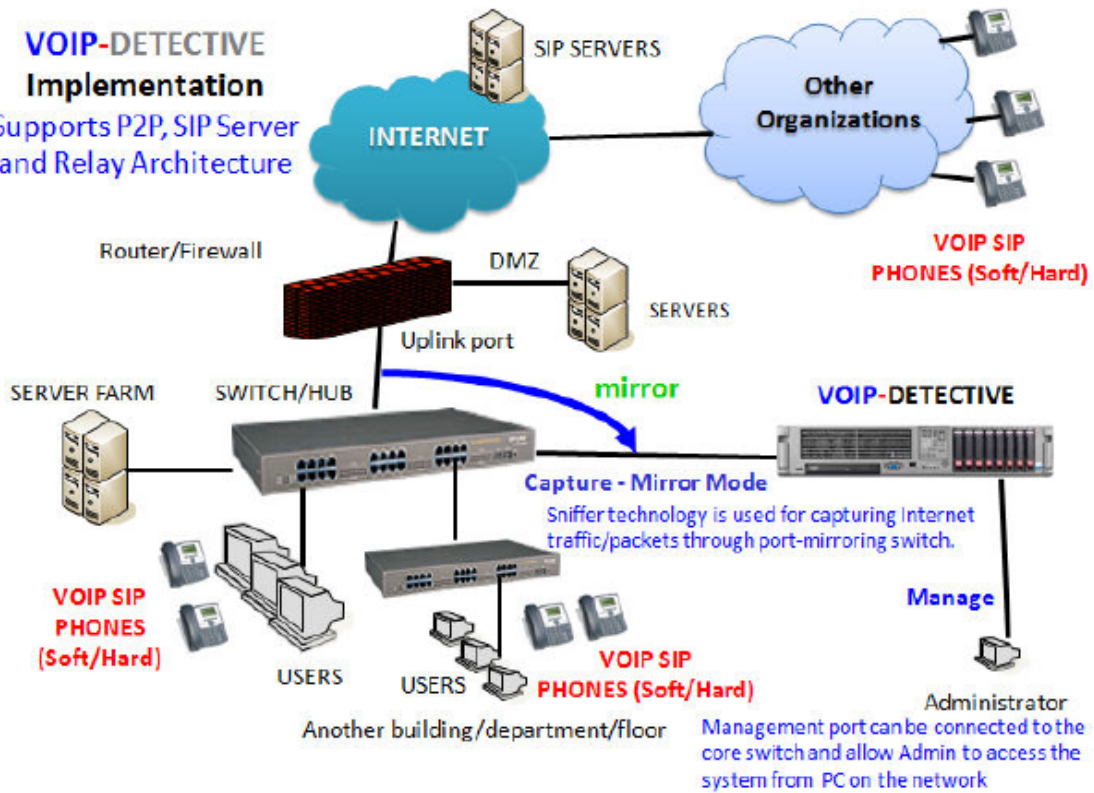 VOIP-DETECTIVE
Implementation
Supports P2P, SIP Server
and Relay Architecture
SIP SERVERS
INTERNET
Other
Organizations
VOIP SIP
PHONES (Soft/Hard)
Router/Firewall
DMZ
SERVERS
Uplink port
SERVER FARM
SWITCH/HUB
mirror
VOIP-DETECTIVE
Capture - Mirror Mode
Sniffer technology is used for capturing Internet
traffic/packets through port-mirroring switch.
Manage
VOIP SIP
PHONES
(Soft/Hard)
USERS
USERS
VOIP SIP
PHONES (Soft/Hard)
Another building/department/floor
Administrator
Management port can be connected to the
core switch and allow Admin to access the
system from PC on the network